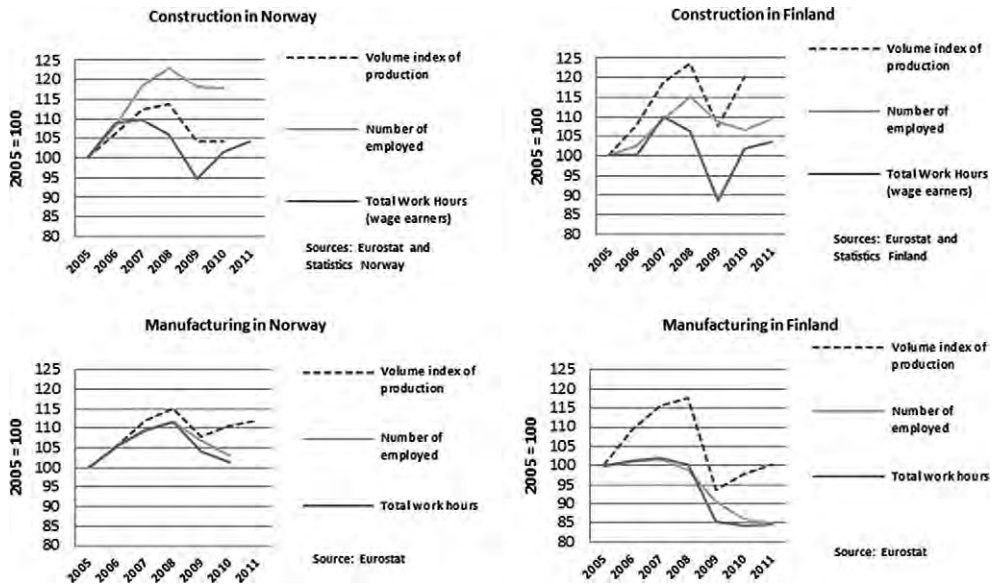 Construction in Norway
125
120
115
110
105
100
95
90
85
80
2005 = 100
2005
2006
2007
2008
2009
2010
2011
Volume index of
production
Number of
employed
Total Work Hours
(wage earners)
Sources: Eurostat and
Statistics Norway
Construction in Finland
125
120
115
110
105
100
95
90
85
80
2005 = 100
2005
2006
2007
2008
2009
2010
2011
Volume index of
production
Number of
employed
Total Work Hours
(wage earners)
Sources: Eurostat and
Statistics Finland
Manufacturing in Norway
125
120
115
110
105
100
95
90
85
80
2005 = 100
2005
2006
2007
2008
2009
2010
2011
Volume index of
production
Number of
employed
Total work hours
Source: Eurostat
Manufacturing in Finland
125
120
115
110
105
100
95
90
85
80
2005 = 100
2005
2006
2007
2008
2009
2010
2011
Volume index of
production
Number of
employed
Total work hours
Source: Eurostat